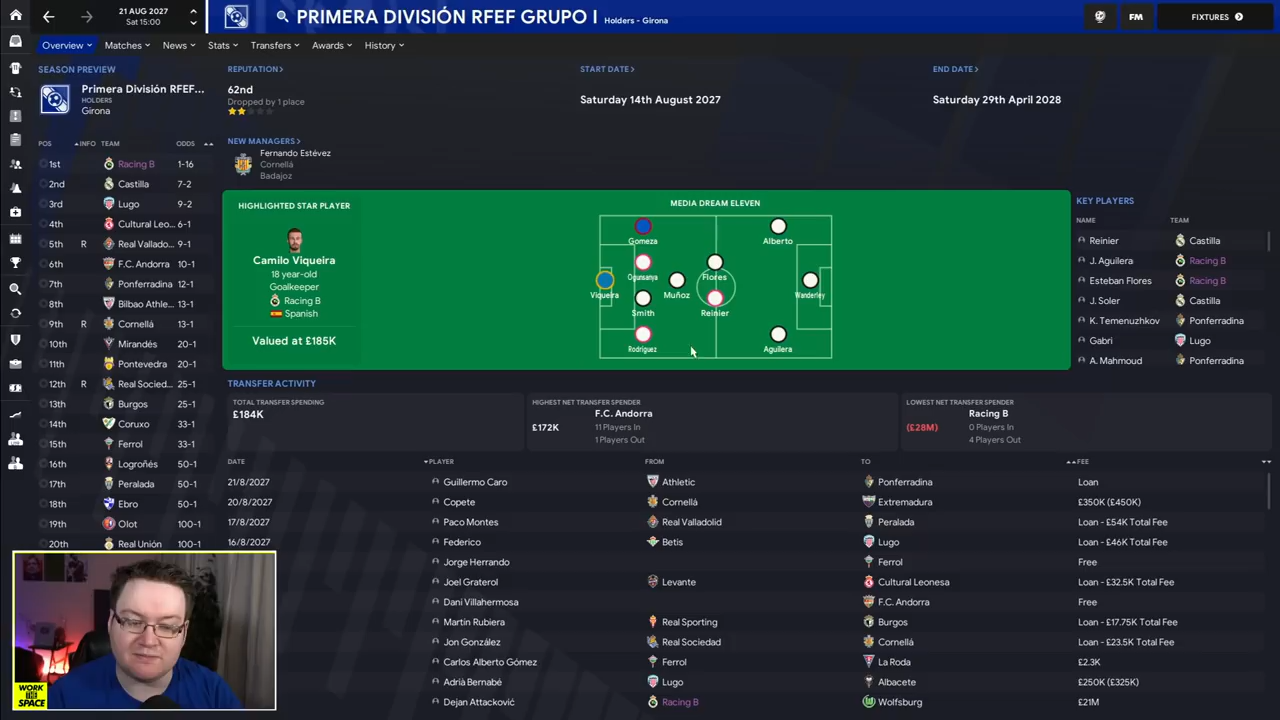 21 AUG 2027
Sat 15:00
PRIMERA DIVISIÓN RFEF GRUPO I
Holders - Girona
FM
FIXTURES
Overview
Matches
News
Stats
Transfers
Awards
History
SEASON PREVIEW
Primera División RFEF...
HOLDERS
Girona
REPUTATION
62nd
Dropped by 1 place
START DATE
Saturday 14th August 2027
END DATE
Saturday 29th April 2028
NEW MANAGERS
Fernando Estévez
Cornellá
Badajoz
POS INFO TEAM ODDS
1st Racing B 1-16
2nd Castilla 7-2
3rd Lugo 9-2
4th Cultural Leo... 6-1
5th R Real Vallado... 9-1
6th F.C. Andorra 10-1
7th Ponferradina 12-1
8th Bilbao Athle... 13-1
9th R Cornellá 13-1
10th Mirandés 20-1
11th Pontevedra 20-1
12th R Real Socied... 25-1
13th Burgos 25-1
14th Coruxo 33-1
15th Ferrol 33-1
16th Logroñés 50-1
17th Peralada 50-1
18th Ebro 50-1
19th Olot 100-1
20th Real Unión 100-1
HIGHLIGHTED STAR PLAYER
Camilo Viqueira
18 year-old
Goalkeeper
Racing B
Spanish
Valued at £185K
MEDIA DREAM ELEVEN
Gomeza
Alberto
Ogunsanya
Flores
Viqueira
Muñoz
Wanderley
Smith
Reinier
Rodríguez
Aguilera
KEY PLAYERS
NAME TEAM
Reinier Castilla
J. Aguilera Racing B
Esteban Flores Racing B
J. Soler Castilla
K. Temenuzhkov Ponferradina
Gabri Lugo
A. Mahmoud Ponferradina
TRANSFER ACTIVITY
TOTAL TRANSFER SPENDING
£184K
HIGHEST NET TRANSFER SPENDER
F.C. Andorra
£172K 11 Players In
1 Players Out
LOWEST NET TRANSFER SPENDER
Racing B
(£28M) 0 Players In
4 Players Out
DATE PLAYER FROM TO FEE
21/8/2027 Guillermo Caro Athletic Ponferradina Loan
20/8/2027 Copete Cornellá Extremadura £350K (£450K)
17/8/2027 Paco Montes Real Valladolid Peralada Loan - £54K Total Fee
16/8/2027 Federico Betis Lugo Loan - £46K Total Fee
Jorge Herrando Ferrol Free
Joel Graterol Levante Cultural Leonesa Loan - £32.5K Total Fee
Dani Villahermosa F.C. Andorra Free
Martín Rubiera Real Sporting Burgos Loan - £17.75K Total Fee
Jon González Real Sociedad Cornellá Loan - £23.5K Total Fee
Carlos Alberto Gómez Ferrol La Roda £2.3K
Adrià Bernabé Lugo Albacete £250K (£325K)
Dejan Attacković Racing B Wolfsburg £21M
WORK
THE
SPACE